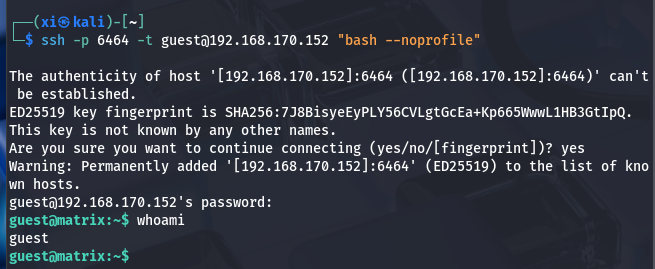 ┌──(xi㉿kali)-[~]
└─$ ssh -p 6464 -t guest@192.168.170.152 "bash --noprofile"
The authenticity of host '[192.168.170.152]:6464 ([192.168.170.152]:6464)' can't
 be established.
ED25519 key fingerprint is SHA256:7J8BisyeEyPLY56CVLgtGcEa+Kp665WwwL1HB3GtIpQ.
This key is not known by any other names.
Are you sure you want to continue connecting (yes/no/[fingerprint])? yes
Warning: Permanently added '[192.168.170.152]:6464' (ED25519) to the list of kno
wn hosts.
guest@192.168.170.152's password:
guest@matrix:~$ whoami
guest
guest@matrix:~$